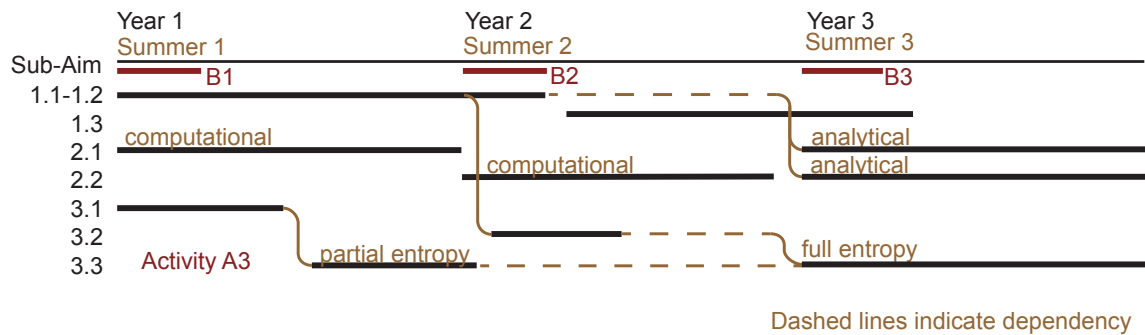 Year 1 Year 2 Year 3
Summer 1 Summer 2 Summer 3
Sub-Aim
B1 B2 B3
1.1-1.2
1.3
computational analytical
2.1
computational analytical
2.2
3.1
3.2
partial entropy full entropy
3.3 Activity A3
Dashed lines indicate dependency